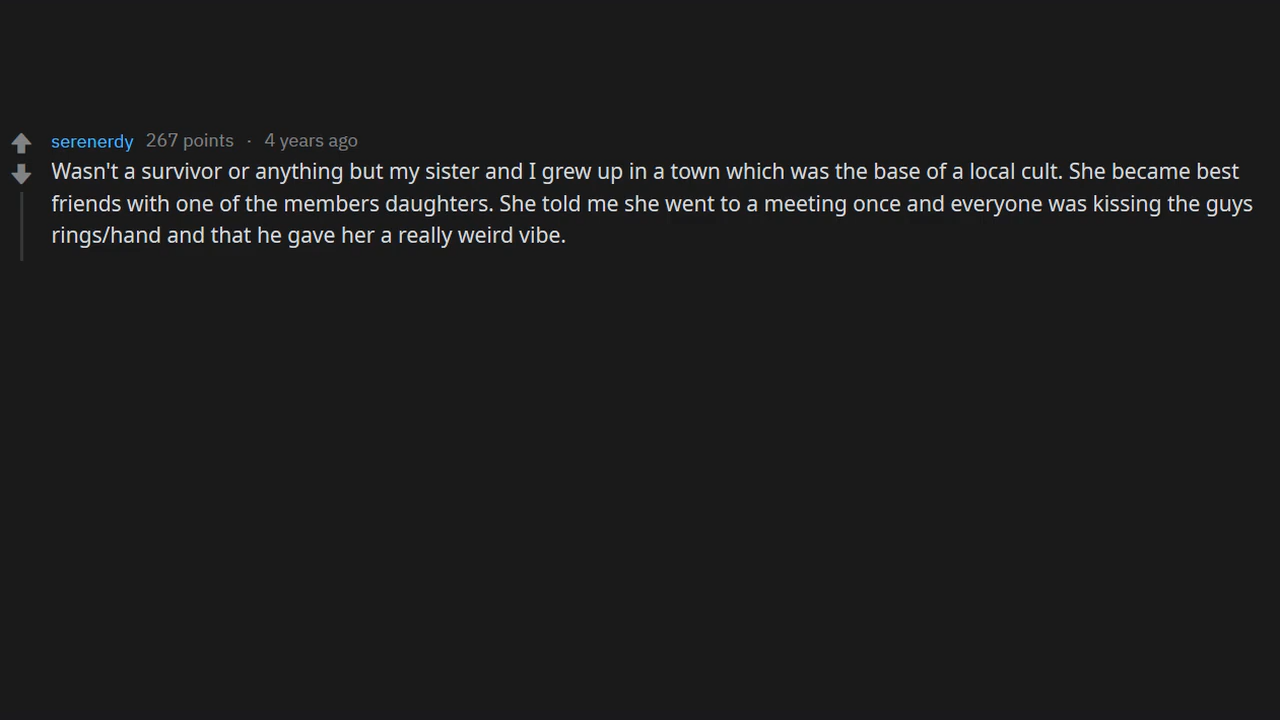 serenerdy 267 points · 4 years ago
Wasn't a survivor or anything but my sister and I grew up in a town which was the base of a local cult. She became best
friends with one of the members daughters. She told me she went to a meeting once and everyone was kissing the guys
rings/hand and that he gave her a really weird vibe.